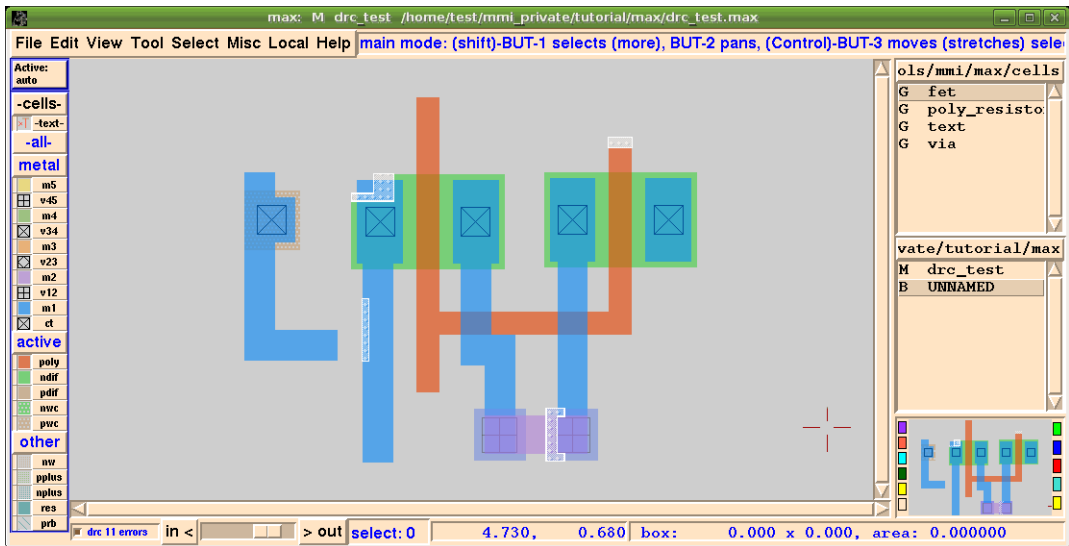 max: M drc_test /home/test/mmi_private/tutorial/max/drc_test.max
File Edit View Tool Select Misc Local Help
main mode: (shift)-BUT-1 selects (more), BUT-2 pans, (Control)-BUT-3 moves (stretches) sele
Active:
auto
-cells-
-text-
-all-
metal
m5
v45
m4
v34
m3
v23
m2
v12
m1
ct
active
poly
ndif
pdif
nwc
pwc
other
nw
pplus
nplus
res
prb
ols/mmi/max/cells
G fet
G poly_resisto
G text
G via
vate/tutorial/max
M drc_test
B UNNAMED
drc 11 errors
in <
> out
select: 0
4.730, 0.680
box: 0.000 x 0.000, area: 0.000000